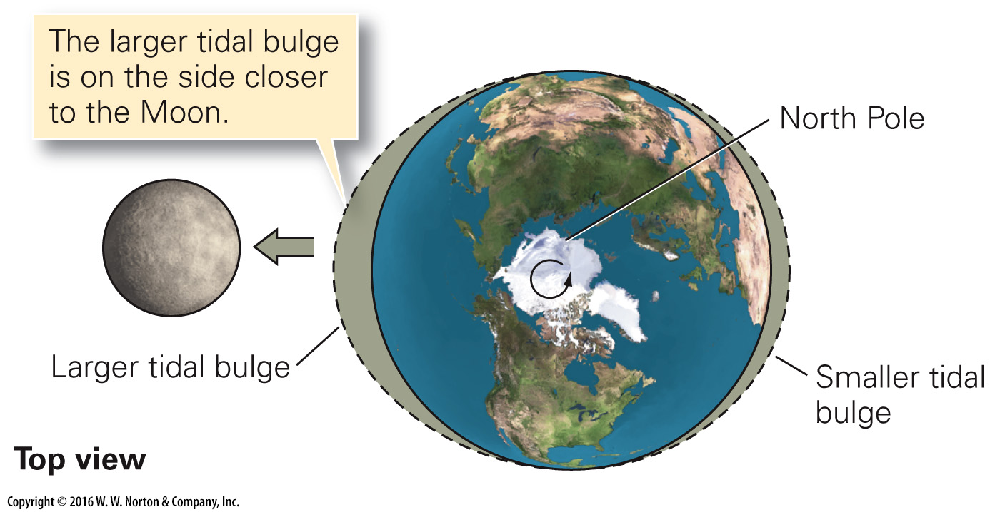 The larger tidal bulge
is on the side closer
to the Moon.
North Pole
Larger tidal bulge
Smaller tidal
bulge
Top view
Copyright © 2016 W. W. Norton & Company, Inc.